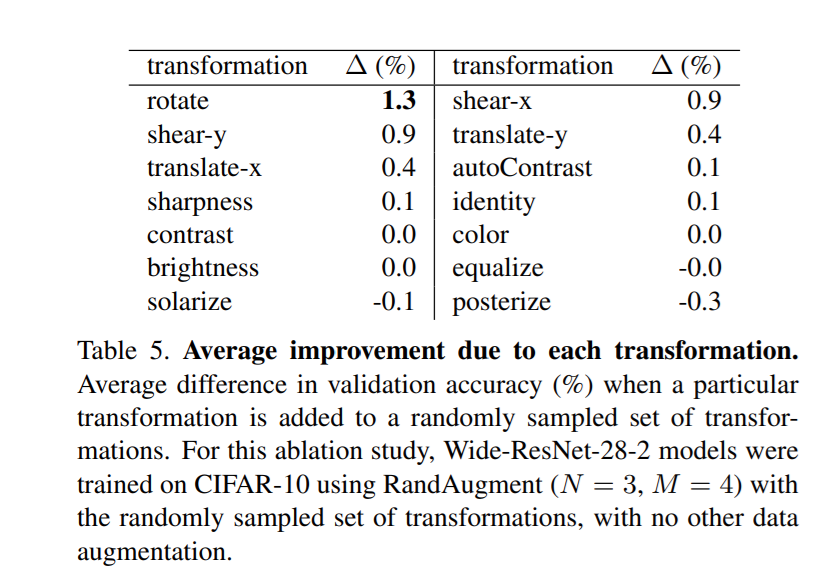 transformation Δ (%) transformation Δ (%)
rotate 1.3 shear-x 0.9
shear-y 0.9 translate-y 0.4
translate-x 0.4 autoContrast 0.1
sharpness 0.1 identity 0.1
contrast 0.0 color 0.0
brightness 0.0 equalize -0.0
solarize -0.1 posterize -0.3
Table 5. Average improvement due to each transformation.
Average difference in validation accuracy (%) when a particular
transformation is added to a randomly sampled set of transfor-
mations. For this ablation study, Wide-ResNet-28-2 models were
trained on CIFAR-10 using RandAugment (N = 3, M = 4) with
the randomly sampled set of transformations, with no other data
augmentation.